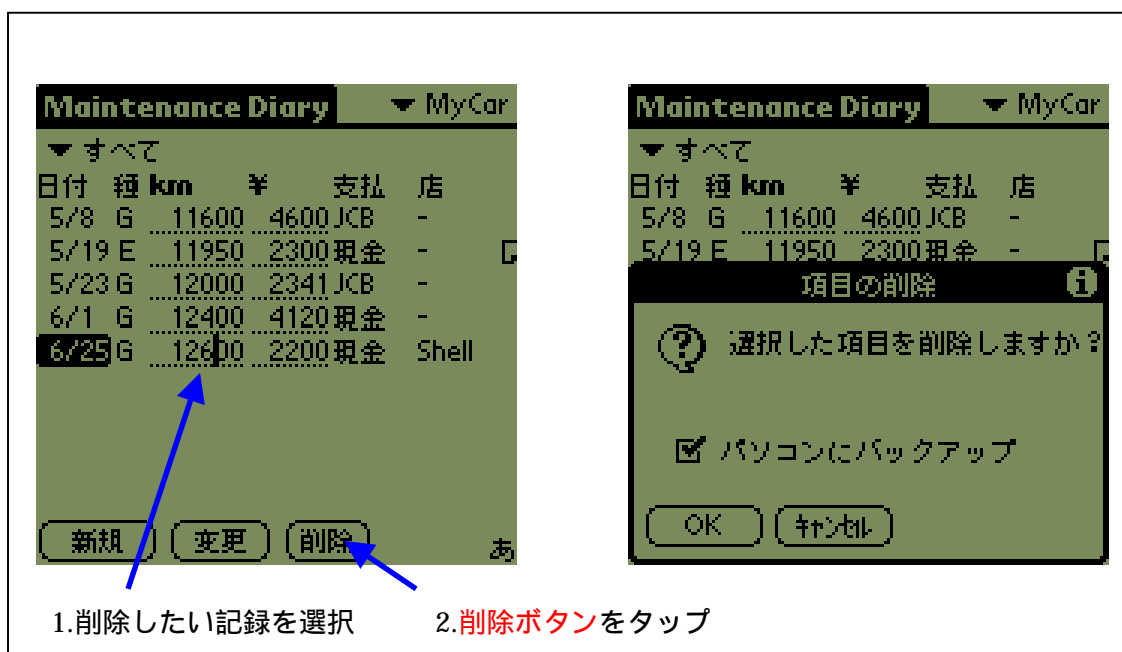 Maintenance Diary ▼ MyCar
▼ すべて
日付 種 km ¥ 支払 店
5/8 G 11600 4600 JCB -
5/19 E 11950 2300 現金 -
5/23 G 12000 2341 JCB -
6/1 G 12400 4120 現金 -
6/25 G 12600 2200 現金 Shell
新規 変更 削除 あ
Maintenance Diary ▼ MyCar
▼ すべて
日付 種 km ¥ 支払 店
5/8 G 11600 4600 JCB -
5/19 E 11950 2300 現金 -
項目の削除
選択した項目を削除しますか?
パソコンにバックアップ
OK キャンセル
1.削除したい記録を選択
2.削除ボタンをタップ